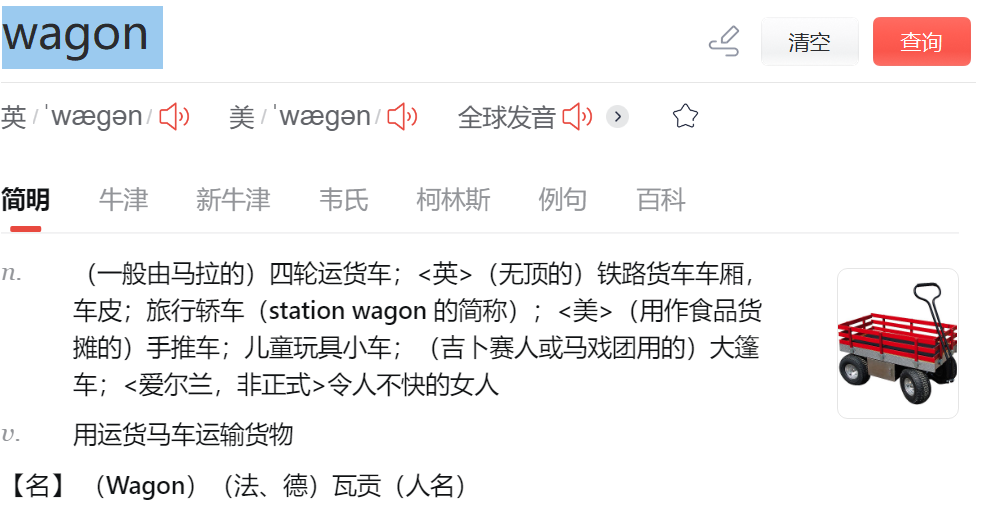 wagon
清空
查询
英 /ˈwægən/ 美 /ˈwægən/ 全球发音
简明 牛津 新牛津 韦氏 柯林斯 例句 百科
n. （一般由马拉的）四轮运货车；<英>（无顶的）铁路货车车厢，
车皮；旅行轿车（station wagon 的简称）；<美>（用作食品货
摊的）手推车；儿童玩具小车；（吉卜赛人或马戏团用的）大篷
车；<爱尔兰，非正式>令人不快的女人
v. 用运货马车运输货物
【名】（Wagon）（法、德）瓦贡（人名）